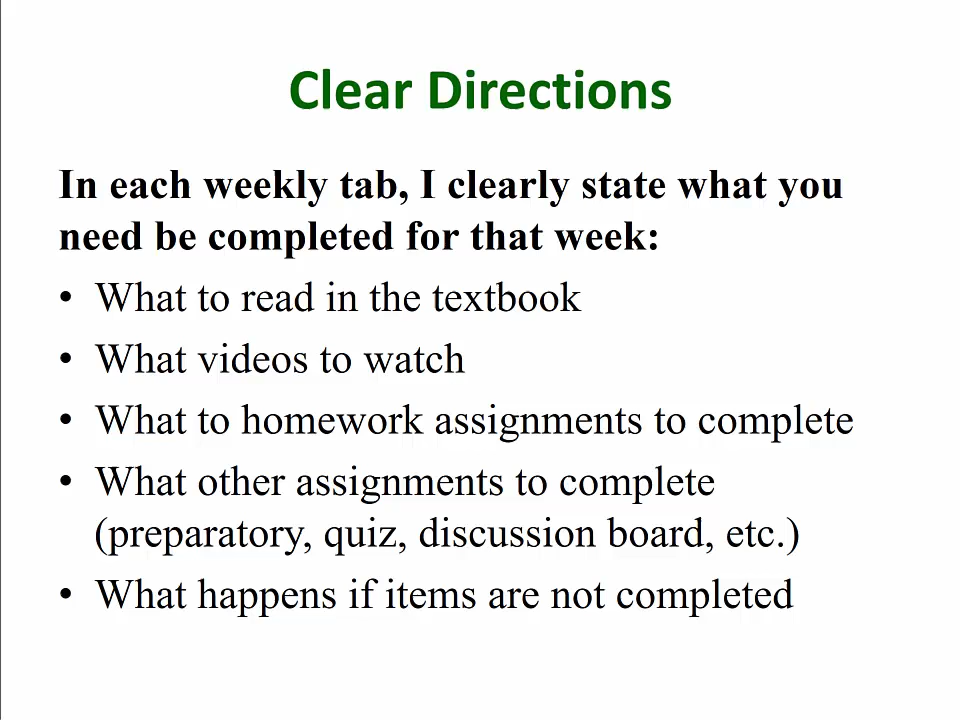 Clear Directions
In each weekly tab, I clearly state what you
need be completed for that week:
• What to read in the textbook
• What videos to watch
• What to homework assignments to complete
• What other assignments to complete
(preparatory, quiz, discussion board, etc.)
• What happens if items are not completed